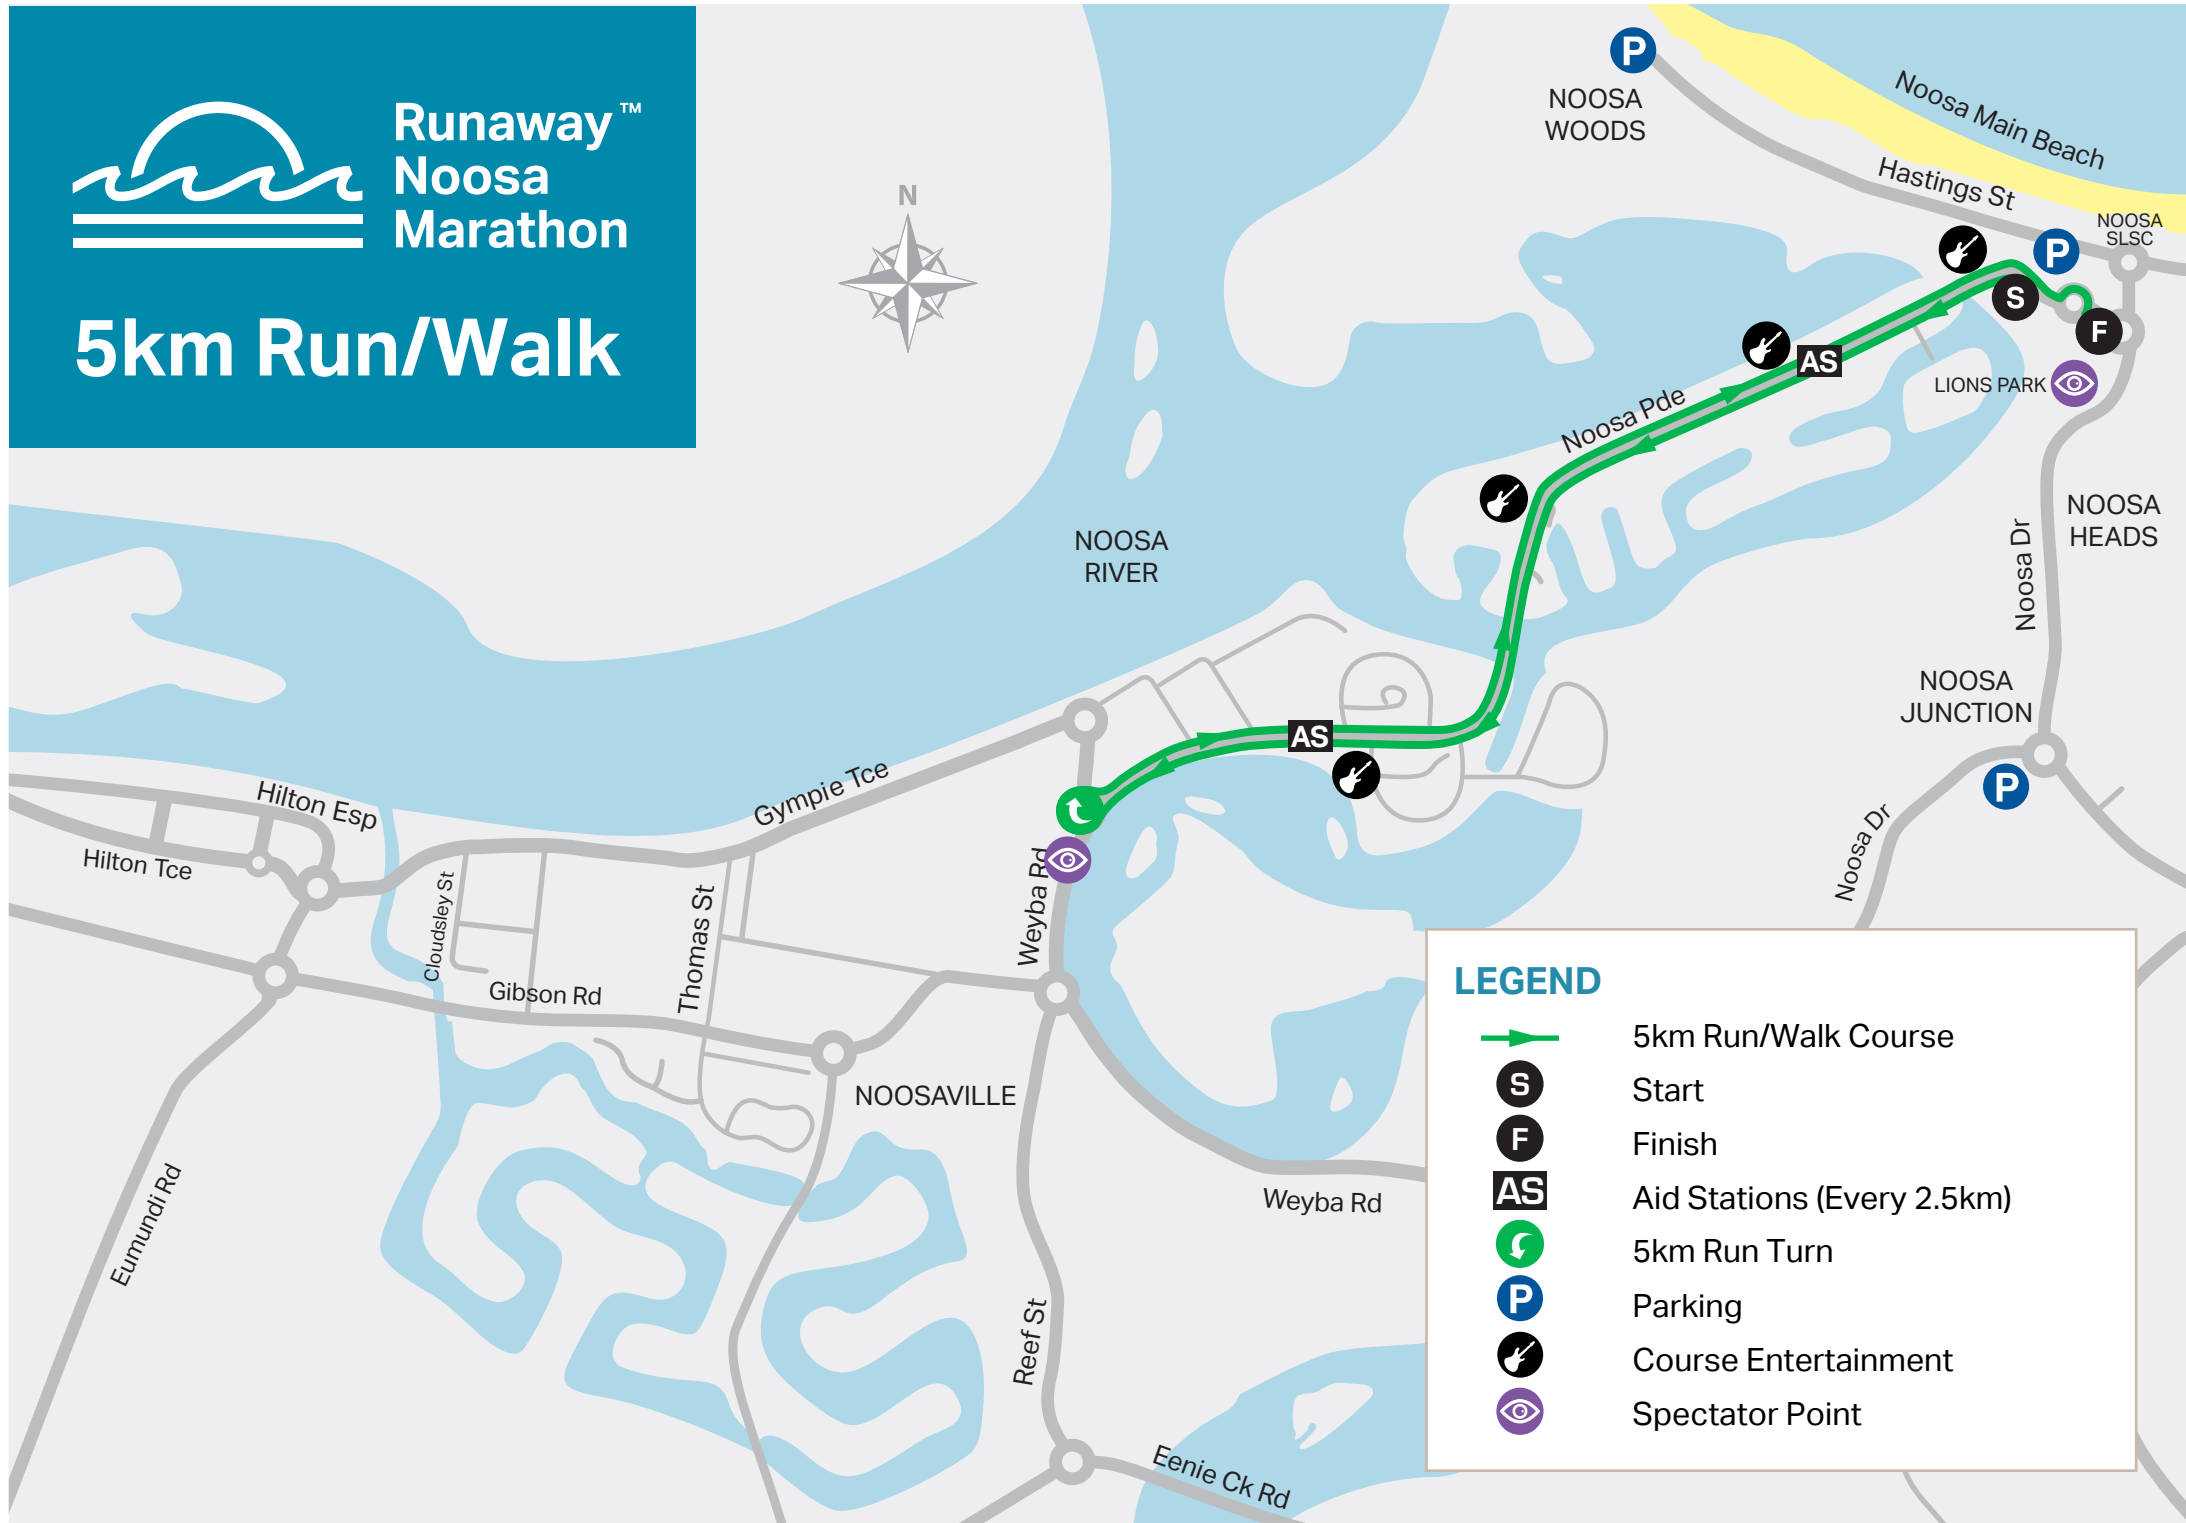 Runaway™
Noosa
Marathon
5km Run/Walk
N
P
NOOSA
WOODS
Noosa Main Beach
Hastings St
NOOSA
SLSC
P
S
F
AS
LIONS PARK
Noosa Pde
NOOSA
HEADS
Noosa Dr
NOOSA
RIVER
NOOSA
JUNCTION
P
Noosa Dr
AS
Gympie Tce
Hilton Esp
Hilton Tce
Cloudsley St
Thomas St
Weyba Rd
Gibson Rd
NOOSAVILLE
Eumundi Rd
Weyba Rd
Reef St
Eenie Ck Rd
LEGEND
5km Run/Walk Course
S Start
F Finish
AS Aid Stations (Every 2.5km)
5km Run Turn
P Parking
Course Entertainment
Spectator Point